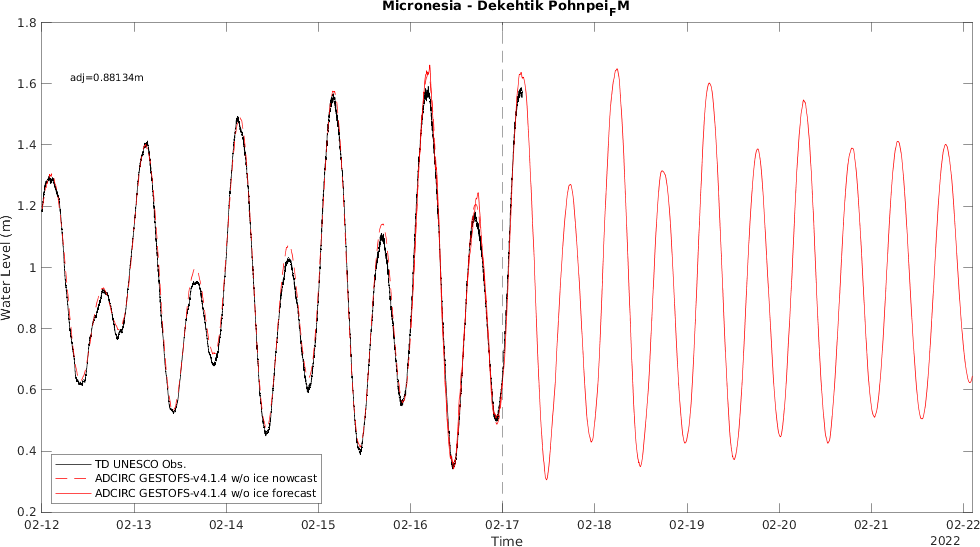 Micronesia - Dekehtik Pohnpei_FM
1.8
1.6
1.4
1.2
1
0.8
0.6
0.4
0.2
Water Level (m)
adj=0.88134m
TD UNESCO Obs.
ADCIRC GESTOFS-v4.1.4 w/o ice nowcast
ADCIRC GESTOFS-v4.1.4 w/o ice forecast
02-12 02-13 02-14 02-15 02-16 02-17 02-18 02-19 02-20 02-21 02-22
Time 2022